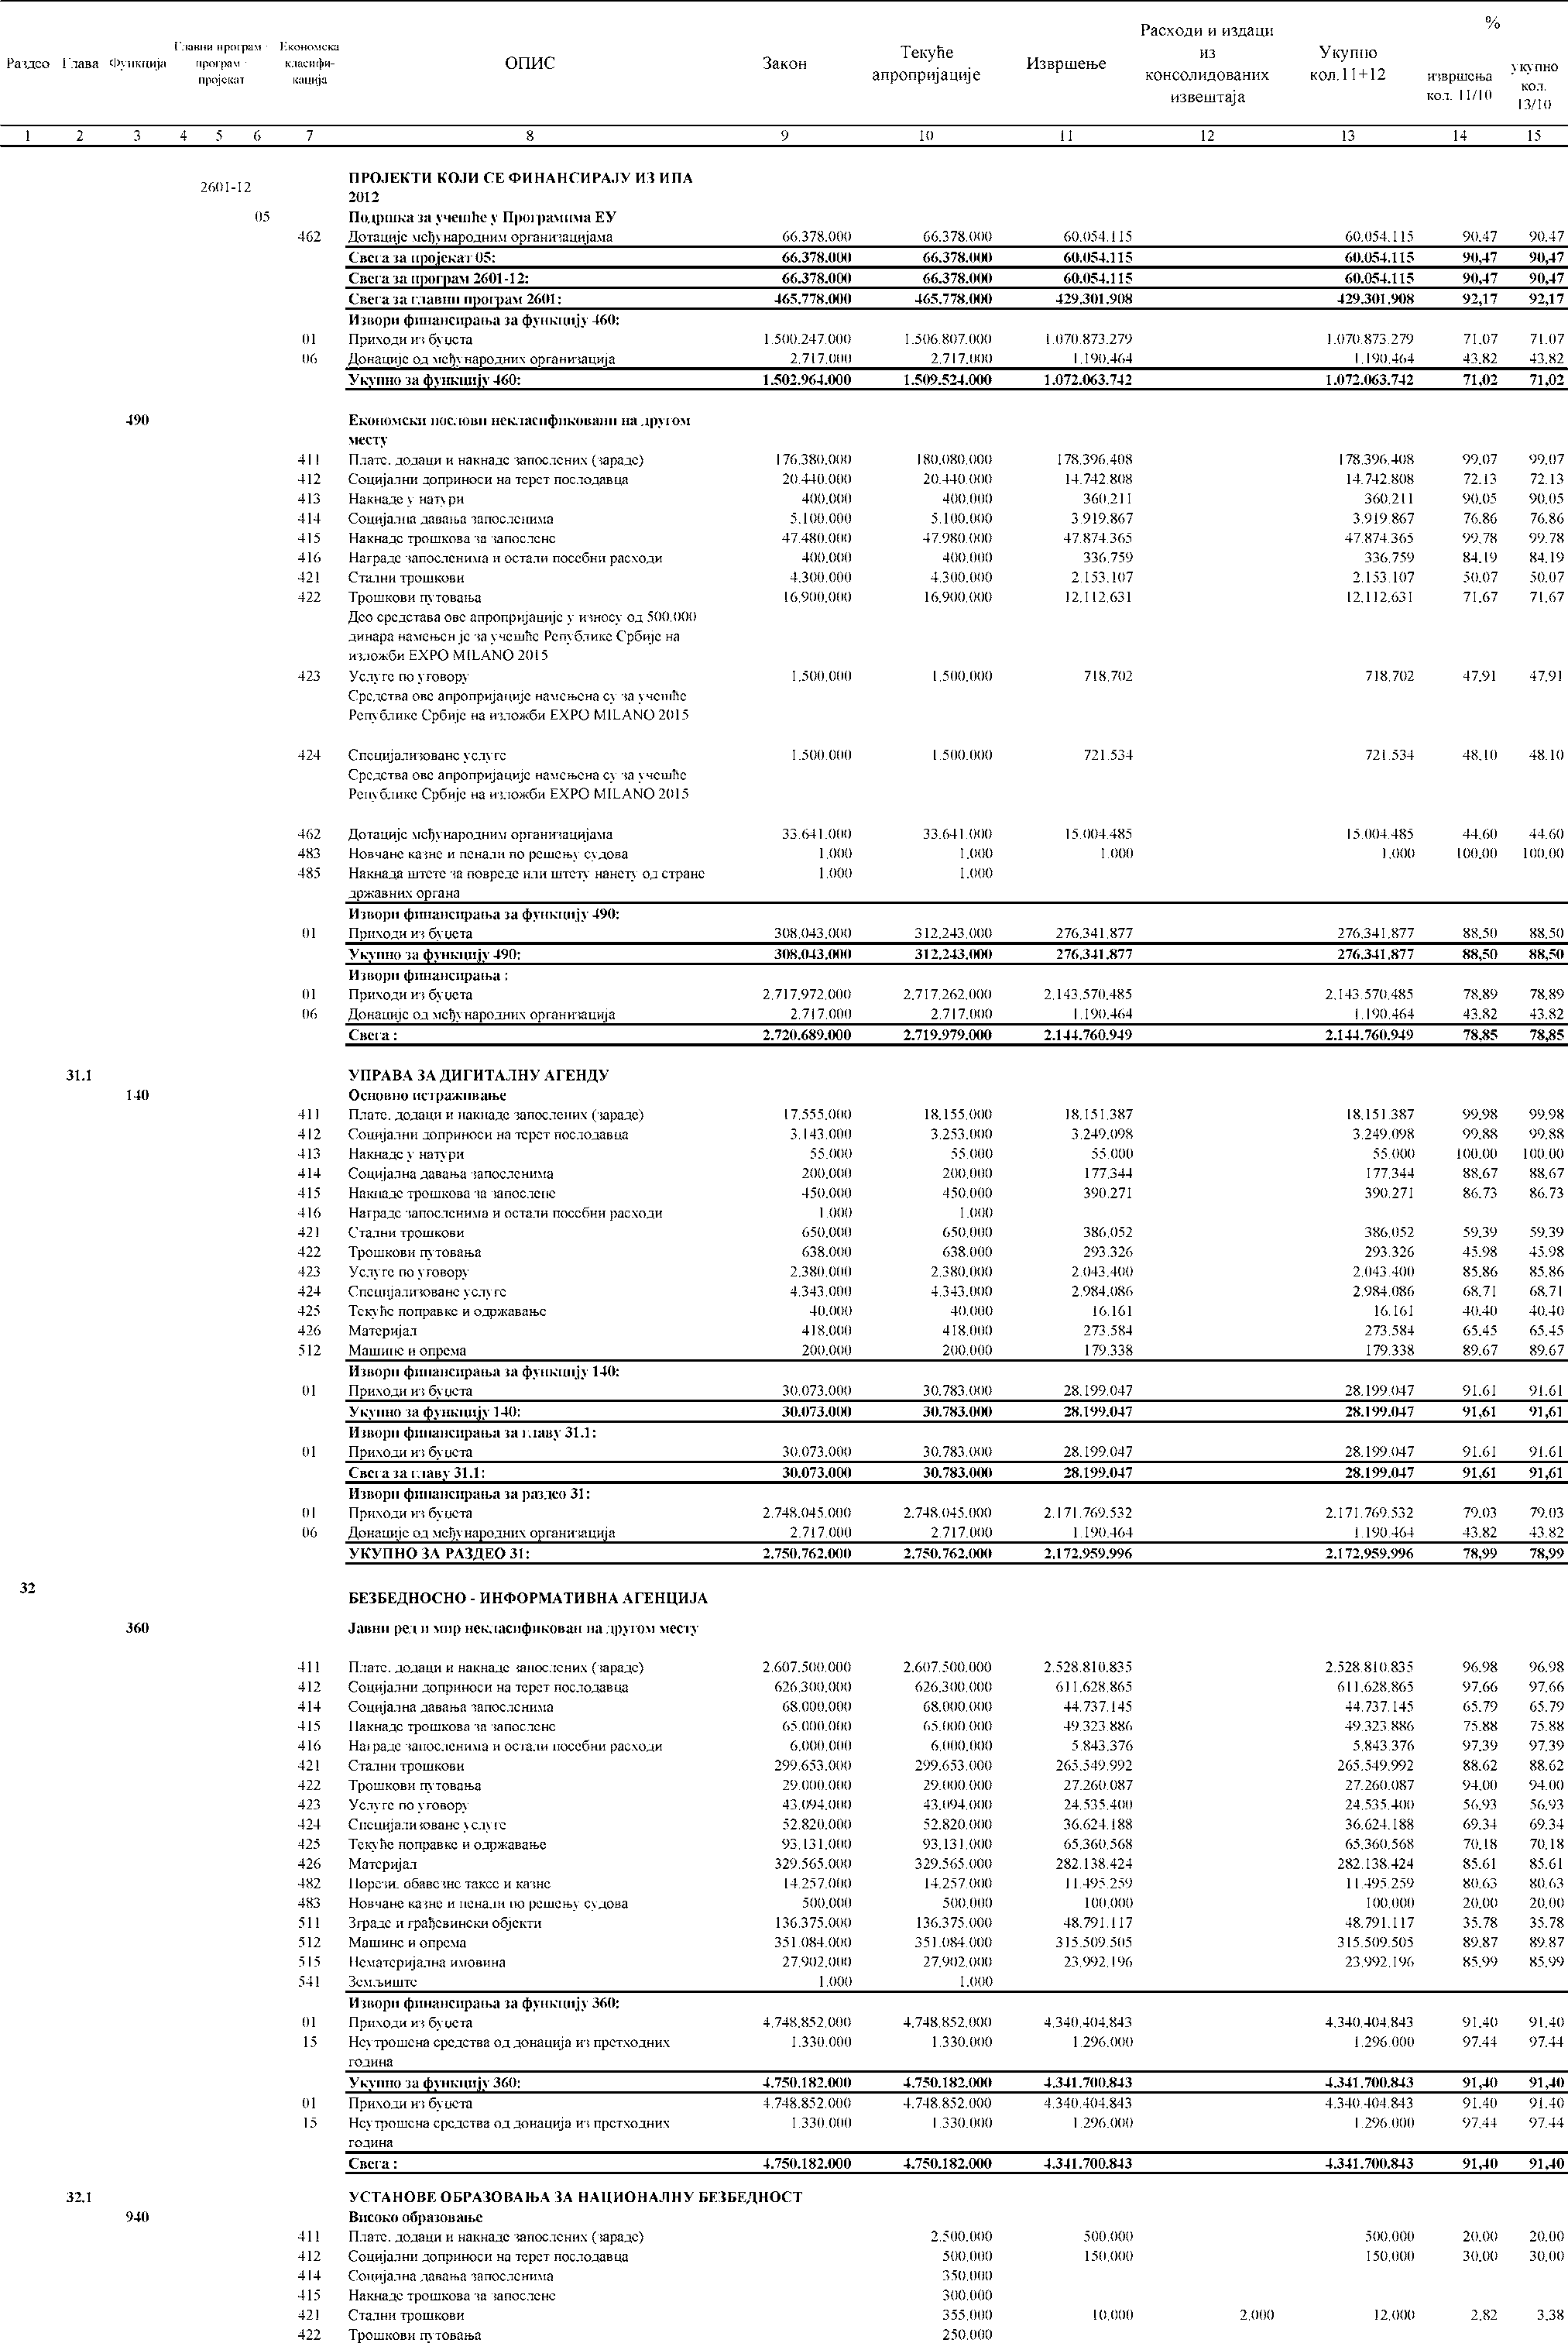 Раздео Глава Функција Главни програм - програм - пројекат Економска класифи-кација ОПИС Закон Текуће апропријације Извршење Расходи и издаци из консолидованих извештаја Укупно кол.11+12 % извршења кол. 11/10 укупно кол. 13/10
1 2 3 4 5 6 7 8 9 10 11 12 13 14 15
2601-12 ПРОЈЕКТИ КОЈИ СЕ ФИНАНСИРАЈУ ИЗ ИПА
2012
05 Подршка за учешће у Програмима ЕУ
462 Дотације међународним организацијама 66.378.000 66.378.000 60.054.115 60.054.115 90,47 90,47
Свега за пројекат 05: 66.378.000 66.378.000 60.054.115 60.054.115 90,47 90,47
Свега за програм 2601-12: 66.378.000 66.378.000 60.054.115 60.054.115 90,47 90,47
Свега за главни програм 2601: 465.778.000 465.778.000 429.301.908 429.301.908 92,17 92,17
Извори финансирања за функцију 460:
01 Приходи из буџета 1.500.247.000 1.506.807.000 1.070.873.279 1.070.873.279 71,07 71,07
06 Донације од међународних организација 2.717.000 2.717.000 1.190.464 1.190.464 43,82 43,82
Укупно за функцију 460: 1.502.964.000 1.509.524.000 1.072.063.742 1.072.063.742 71,02 71,02
490 Економски послови некласификовани на другом
месту
411 Плате, додаци и накнаде запослених (зараде) 176.380.000 180.080.000 178.396.408 178.396.408 99,07 99,07
412 Социјални доприноси на терет послодавца 20.440.000 20.440.000 14.742.808 14.742.808 72,13 72,13
413 Накнаде у натури 400.000 400.000 360.211 360.211 90,05 90,05
414 Социјална давања запосленима 5.100.000 5.100.000 3.919.867 3.919.867 76,86 76,86
415 Накнаде трошкова за запослене 47.480.000 47.980.000 47.874.365 47.874.365 99,78 99,78
416 Награде запосленима и остали посебни расходи 400.000 400.000 336.759 336.759 84,19 84,19
421 Стални трошкови 4.300.000 4.300.000 2.153.107 2.153.107 50,07 50,07
422 Трошкови путовања 16.900.000 16.900.000 12.112.631 12.112.631 71,67 71,67
Део средстава ове апропријације у износу од 500.000
динара намењен је за учешће Републике Србије на
изложби EXPO MILANO 2015
423 Услуге по уговору 1.500.000 1.500.000 718.702 718.702 47,91 47,91
Средства ове апропријације намењена су за учешће
Републике Србије на изложби EXPO MILANO 2015
424 Специјализоване услуге 1.500.000 1.500.000 721.534 721.534 48,10 48,10
Средства ове апропријације намењена су за учешће
Републике Србије на изложби EXPO MILANO 2015
462 Дотације међународним организацијама 33.641.000 33.641.000 15.004.485 15.004.485 44,60 44,60
483 Новчане казне и пенали по решењу судова 1.000 1.000 1.000 1.000 100,00 100,00
485 Накнада штете за повреде или штету нанету од стране 1.000 1.000
државних органа
Извори финансирања за функцију 490:
01 Приходи из буџета 308.043.000 312.243.000 276.341.877 276.341.877 88,50 88,50
Укупно за функцију 490: 308.043.000 312.243.000 276.341.877 276.341.877 88,50 88,50
Извори финансирања :
01 Приходи из буџета 2.717.972.000 2.717.262.000 2.143.570.485 2.143.570.485 78,89 78,89
06 Донације од међународних организација 2.717.000 2.717.000 1.190.464 1.190.464 43,82 43,82
Свега : 2.720.689.000 2.719.979.000 2.144.760.949 2.144.760.949 78,85 78,85
31.1 УПРАВА ЗА ДИГИТАЛНУ АГЕНДУ
140 Основно истраживање
411 Плате, додаци и накнаде запослених (зараде) 17.555.000 18.155.000 18.151.387 18.151.387 99,98 99,98
412 Социјални доприноси на терет послодавца 3.143.000 3.253.000 3.249.098 3.249.098 99,88 99,88
413 Накнаде у натури 55.000 55.000 55.000 55.000 100,00 100,00
414 Социјална давања запосленима 200.000 200.000 177.344 177.344 88,67 88,67
415 Накнаде трошкова за запослене 450.000 450.000 390.271 390.271 86,73 86,73
416 Награде запосленима и остали посебни расходи 1.000 1.000
421 Стални трошкови 650.000 650.000 386.052 386.052 59,39 59,39
422 Трошкови путовања 638.000 638.000 293.326 293.326 45,98 45,98
423 Услуге по уговору 2.380.000 2.380.000 2.043.400 2.043.400 85,86 85,86
424 Специјализоване услуге 4.343.000 4.343.000 2.984.086 2.984.086 68,71 68,71
425 Текуће поправке и одржавање 40.000 40.000 16.161 16.161 40,40 40,40
426 Материјал 418.000 418.000 273.584 273.584 65,45 65,45
512 Машине и опрема 200.000 200.000 179.338 179.338 89,67 89,67
Извори финансирања за функцију 140:
01 Приходи из буџета 30.073.000 30.783.000 28.199.047 28.199.047 91,61 91,61
Укупно за функцију 140: 30.073.000 30.783.000 28.199.047 28.199.047 91,61 91,61
Извори финансирања за главу 31.1:
01 Приходи из буџета 30.073.000 30.783.000 28.199.047 28.199.047 91,61 91,61
Свега за главу 31.1: 30.073.000 30.783.000 28.199.047 28.199.047 91,61 91,61
Извори финансирања за раздео 31:
01 Приходи из буџета 2.748.045.000 2.748.045.000 2.171.769.532 2.171.769.532 79,03 79,03
06 Донације од међународних организација 2.717.000 2.717.000 1.190.464 1.190.464 43,82 43,82
УКУПНО ЗА РАЗДЕО 31: 2.750.762.000 2.750.762.000 2.172.959.996 2.172.959.996 78,99 78,99
32 БЕЗБЕДНОСНО - ИНФОРМАТИВНА АГЕНЦИЈА
360 Јавни ред и мир некласификован на другом месту
411 Плате, додаци и накнаде запослених (зараде) 2.607.500.000 2.607.500.000 2.528.810.835 2.528.810.835 96,98 96,98
412 Социјални доприноси на терет послодавца 626.300.000 626.300.000 611.628.865 611.628.865 97,66 97,66
414 Социјална давања запосленима 68.000.000 68.000.000 44.737.145 44.737.145 65,79 65,79
415 Накнаде трошкова за запослене 65.000.000 65.000.000 49.323.886 49.323.886 75,88 75,88
416 Награде запосленима и остали посебни расходи 6.000.000 6.000.000 5.843.376 5.843.376 97,39 97,39
421 Стални трошкови 299.653.000 299.653.000 265.549.992 265.549.992 88,62 88,62
422 Трошкови путовања 29.000.000 29.000.000 27.260.087 27.260.087 94,00 94,00
423 Услуге по уговору 43.094.000 43.094.000 24.535.400 24.535.400 56,93 56,93
424 Специјализоване услуге 52.820.000 52.820.000 36.624.188 36.624.188 69,34 69,34
425 Текуће поправке и одржавање 93.131.000 93.131.000 65.360.568 65.360.568 70,18 70,18
426 Материјал 329.565.000 329.565.000 282.138.424 282.138.424 85,61 85,61
482 Порези, обавезне таксе и казне 14.257.000 14.257.000 11.495.259 11.495.259 80,63 80,63
483 Новчане казне и пенали по решењу судова 500.000 500.000 100.000 100.000 20,00 20,00
511 Зграде и грађевински објекти 136.375.000 136.375.000 48.791.117 48.791.117 35,78 35,78
512 Машине и опрема 351.084.000 351.084.000 315.509.505 315.509.505 89,87 89,87
515 Нематеријална имовина 27.902.000 27.902.000 23.992.196 23.992.196 85,99 85,99
541 Земљиште 1.000 1.000
Извори финансирања за функцију 360:
01 Приходи из буџета 4.748.852.000 4.748.852.000 4.340.404.843 4.340.404.843 91,40 91,40
15 Неутрошена средства од донација из претходних 1.330.000 1.330.000 1.296.000 1.296.000 97,44 97,44
година
Укупно за функцију 360: 4.750.182.000 4.750.182.000 4.341.700.843 4.341.700.843 91,40 91,40
01 Приходи из буџета 4.748.852.000 4.748.852.000 4.340.404.843 4.340.404.843 91,40 91,40
15 Неутрошена средства од донација из претходних 1.330.000 1.330.000 1.296.000 1.296.000 97,44 97,44
година
Свега : 4.750.182.000 4.750.182.000 4.341.700.843 4.341.700.843 91,40 91,40
32.1 УСТАНОВЕ ОБРАЗОВАЊА ЗА НАЦИОНАЛНУ БЕЗБЕДНОСТ
940 Високо образовање
411 Плате, додаци и накнаде запослених (зараде) 2.500.000 500.000 500.000 20,00 20,00
412 Социјални доприноси на терет послодавца 500.000 150.000 150.000 30,00 30,00
414 Социјална давања запосленима 350.000
415 Накнаде трошкова за запослене 300.000
421 Стални трошкови 355.000 10.000 2.000 12.000 2,82 3,38
422 Трошкови путовања 250.000